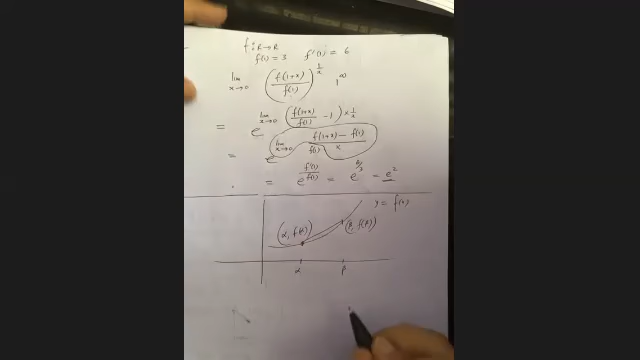 f: R→R
f(1) = 3 f'(1) = 6
lim x→0 (f(1+x)/f(1))^(1/x) 1^∞
= e^(lim x→0 (f(1+x)/f(1) - 1) × 1/x)
= e^(lim x→0 (f(1+x) - f(1))/(f(1) x))
= e^(f'(1)/f(1)) = e^(6/3) = e^2
y = f(x)
(α, f(α)) (β, f(β))
α β